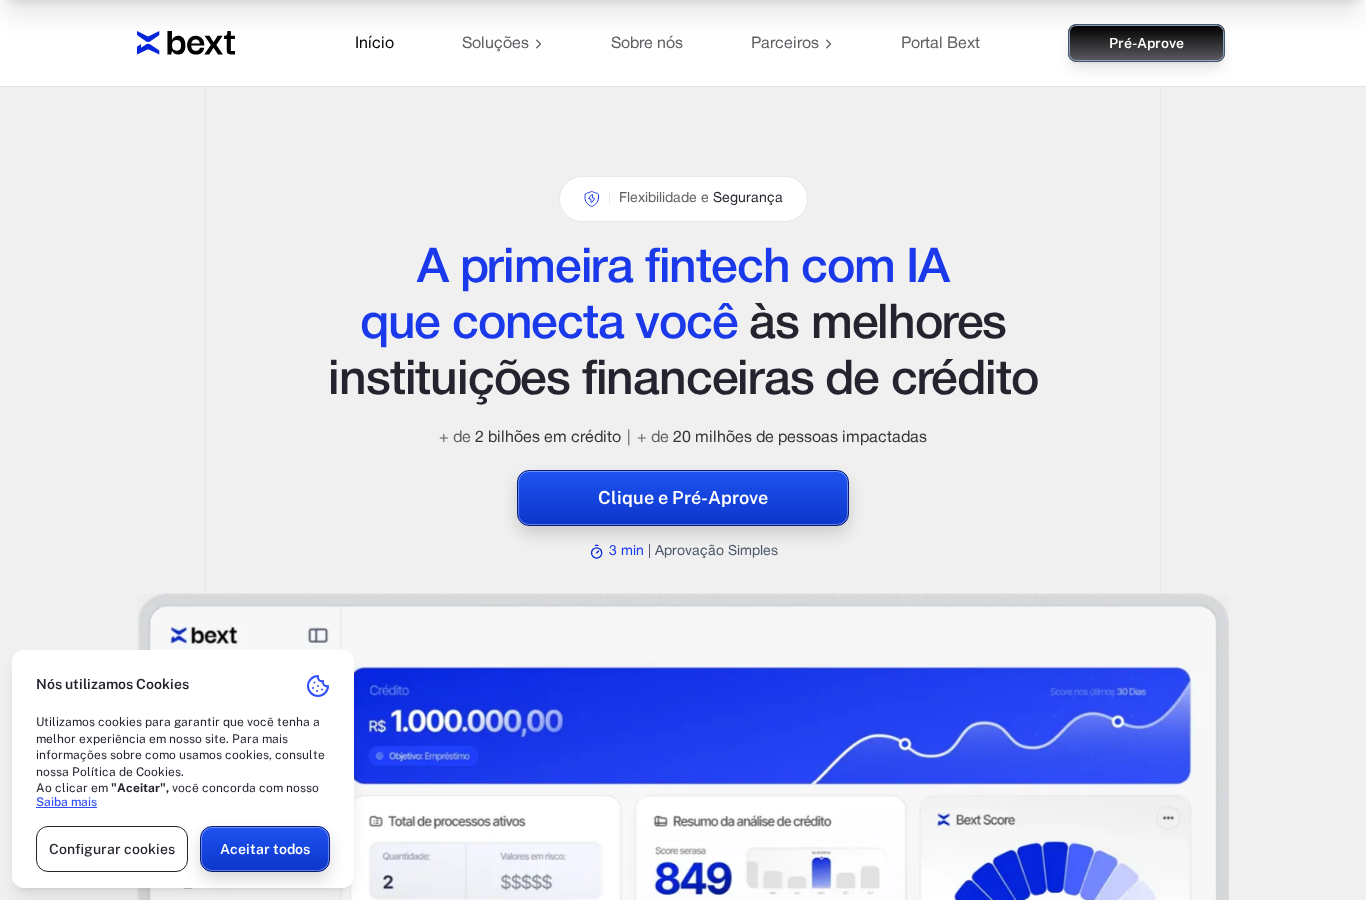 bext
Início
Soluções
Sobre nós
Parceiros
Portal Bext
Pré-Aprove
Flexibilidade e Segurança
A primeira fintech com IA
que conecta você às melhores
instituições financeiras de crédito
+ de 2 bilhões em crédito | + de 20 milhões de pessoas impactadas
Clique e Pré-Aprove
3 min | Aprovação Simples
bext
Crédito
R$ 1.000.000,00
Objetivo: Empréstimo
Score nos útimos 30 Dias
Total de processos ativos
Quantidade:
Valores em risco:
2
$$$$$
Resumo da análise de crédito
Score serasa
849
Bext Score
Nós utilizamos Cookies
Utilizamos cookies para garantir que você tenha a
melhor experiência em nosso site. Para mais
informações sobre como usamos cookies, consulte
nossa Política de Cookies.
Ao clicar em "Aceitar", você concorda com nosso
Saiba mais
Configurar cookies
Aceitar todos